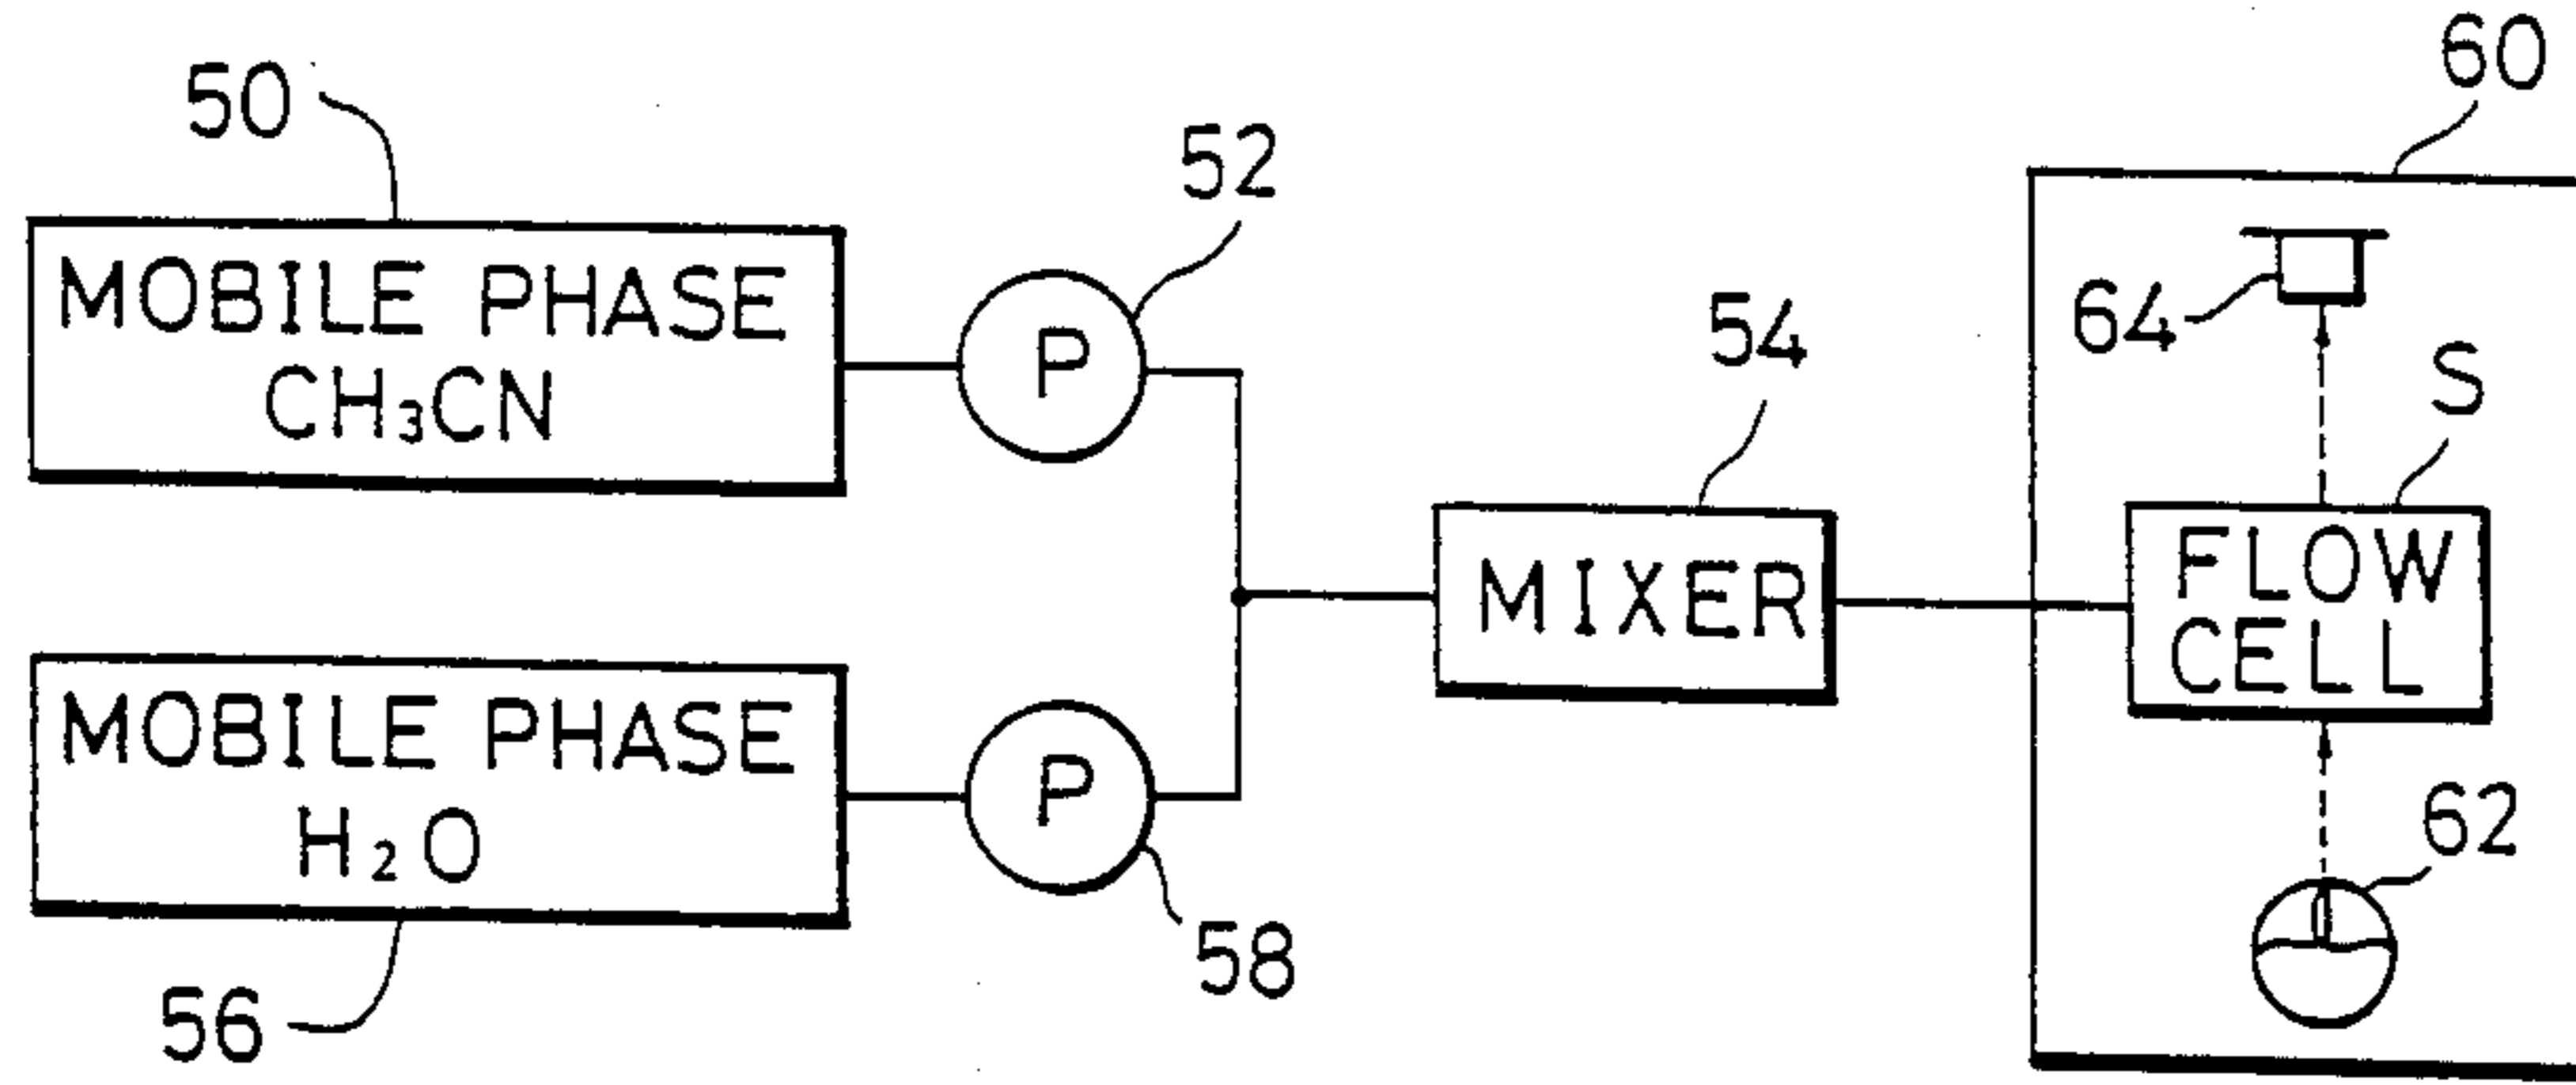 50
52
60
MOBILE PHASE
CH₃CN
P
54
64
S
MIXER
FLOW
CELL
MOBILE PHASE
H₂O
P
62
56
58